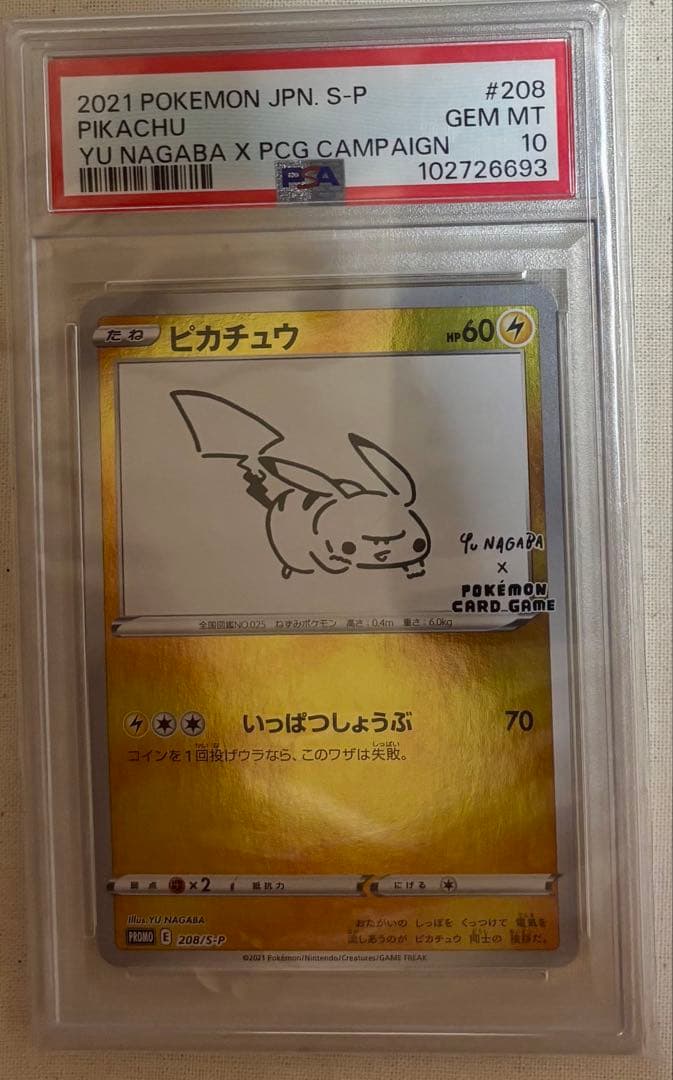 2021 POKEMON JPN. S-P #208
PIKACHU GEM MT
YU NAGABA X PCG CAMPAIGN 10
PSA 102726693
たね ピカチュウ HP60
Yu NAGABA
x
POKÉMON
CARD GAME
全国図鑑NO.025 ねずみポケモン 高さ:0.4m 重さ:6.0kg
いっぱつしょうぶ 70
コインを1回投げウラなら、このワザは失敗。
弱点 ×2 抵抗力 にげる
Illus.YU NAGABA
おたがいの しっぽを くっつけて 電気を
流しあうのが ピカチュウ 同士の 挨拶だ。
PROMO E 208/S-P
©2021 Pokémon/Nintendo/Creatures/GAME FREAK